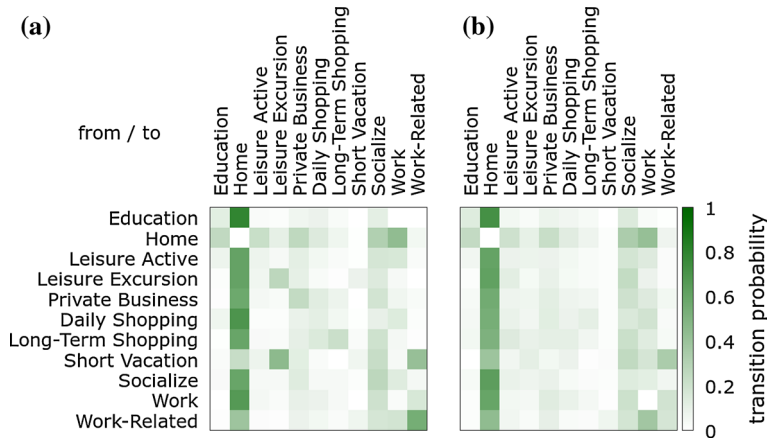 (a)
(b)
from / to
Education
Home
Leisure Active
Leisure Excursion
Private Business
Daily Shopping
Long-Term Shopping
Short Vacation
Socialize
Work
Work-Related
Education
Home
Leisure Active
Leisure Excursion
Private Business
Daily Shopping
Long-Term Shopping
Short Vacation
Socialize
Work
Work-Related
Education
Home
Leisure Active
Leisure Excursion
Private Business
Daily Shopping
Long-Term Shopping
Short Vacation
Socialize
Work
Work-Related
1
0.8
0.6
0.4
0.2
0
transition probability